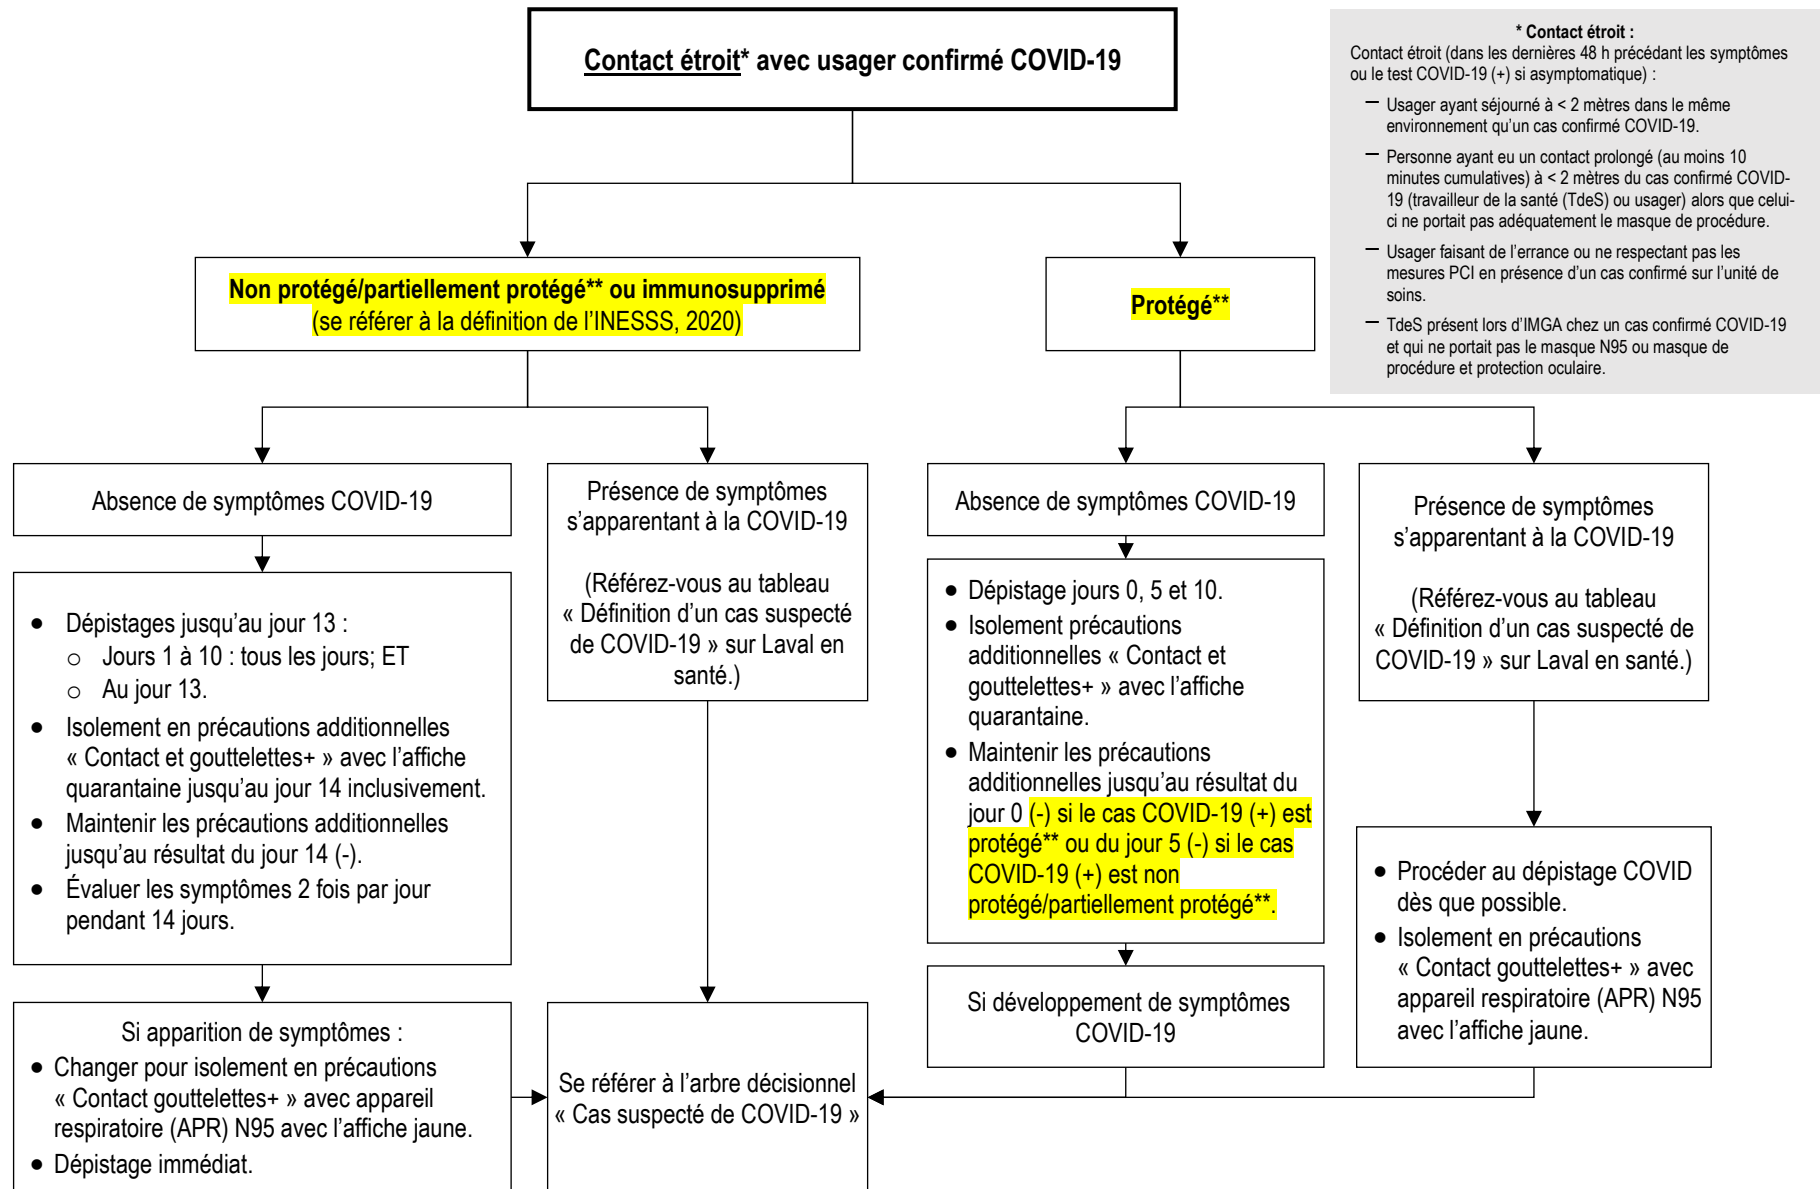 Contact étroit* avec usager confirmé COVID-19
* Contact étroit :
Contact étroit (dans les dernières 48 h précédant les symptômes
ou le test COVID-19 (+) si asymptomatique) :
— Usager ayant séjourné à < 2 mètres dans le même
environnement qu'un cas confirmé COVID-19.
— Personne ayant eu un contact prolongé (au moins 10
minutes cumulatives) à < 2 mètres du cas confirmé COVID-
19 (travailleur de la santé (TdeS) ou usager) alors que celui-
ci ne portait pas adéquatement le masque de procédure.
— Usager faisant de l'errance ou ne respectant pas les
mesures PCI en présence d'un cas confirmé sur l'unité de
soins.
— TdeS présent lors d'IMGA chez un cas confirmé COVID-19
et qui ne portait pas le masque N95 ou masque de
procédure et protection oculaire.
Non protégé/partiellement protégé** ou immunosupprimé
(se référer à la définition de l'INESSS, 2020)
Protégé**
Absence de symptômes COVID-19
Présence de symptômes
s'apparentant à la COVID-19
(Référez-vous au tableau
« Définition d'un cas suspecté
de COVID-19 » sur Laval en
santé.)
Absence de symptômes COVID-19
Présence de symptômes
s'apparentant à la COVID-19
(Référez-vous au tableau
« Définition d'un cas suspecté de
COVID-19 » sur Laval en santé.)
• Dépistages jusqu'au jour 13 :
o Jours 1 à 10 : tous les jours; ET
o Au jour 13.
• Isolement en précautions additionnelles
« Contact et gouttelettes+ » avec l'affiche
quarantaine jusqu'au jour 14 inclusivement.
• Maintenir les précautions additionnelles
jusqu'au résultat du jour 14 (-).
• Évaluer les symptômes 2 fois par jour
pendant 14 jours.
• Dépistage jours 0, 5 et 10.
• Isolement précautions
additionnelles « Contact et
gouttelettes+ » avec l'affiche
quarantaine.
• Maintenir les précautions
additionnelles jusqu'au résultat du
jour 0 (-) si le cas COVID-19 (+) est
protégé** ou du jour 5 (-) si le cas
COVID-19 (+) est non
protégé/partiellement protégé**.
• Procéder au dépistage COVID
dès que possible.
• Isolement en précautions
« Contact gouttelettes+ » avec
appareil respiratoire (APR) N95
avec l'affiche jaune.
Si apparition de symptômes :
• Changer pour isolement en précautions
« Contact gouttelettes+ » avec appareil
respiratoire (APR) N95 avec l'affiche jaune.
• Dépistage immédiat.
Se référer à l'arbre décisionnel
« Cas suspecté de COVID-19 »
Si développement de symptômes
COVID-19